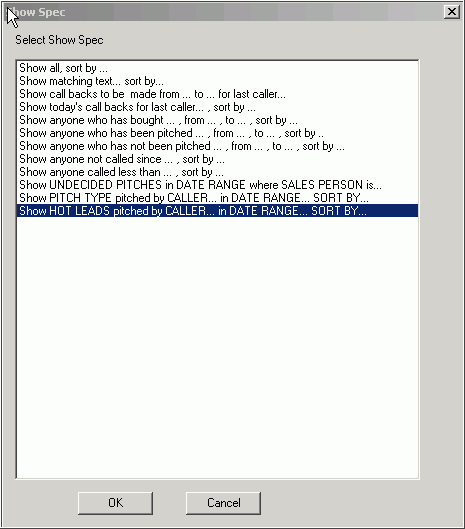 Show Spec
Select Show Spec
Show all, sort by ...
Show matching text... sort by...
Show call backs to be  made from ... to ... for last caller...
Show today's call backs for last caller... , sort by ...
Show anyone who has bought ... , from ... , to ... , sort by ...
Show anyone who has been pitched ... , from ... , to ... , sort by ..
Show anyone who has not been pitched ... , from ... , to ... , sort by ...
Show anyone not called since ... , sort by ...
Show anyone called less than ... , sort by ...
Show UNDECIDED PITCHES in DATE RANGE where SALES PERSON is...
Show PITCH TYPE pitched by CALLER... in DATE RANGE... SORT BY...
Show HOT LEADS pitched by CALLER... in DATE RANGE... SORT BY...
OK
Cancel